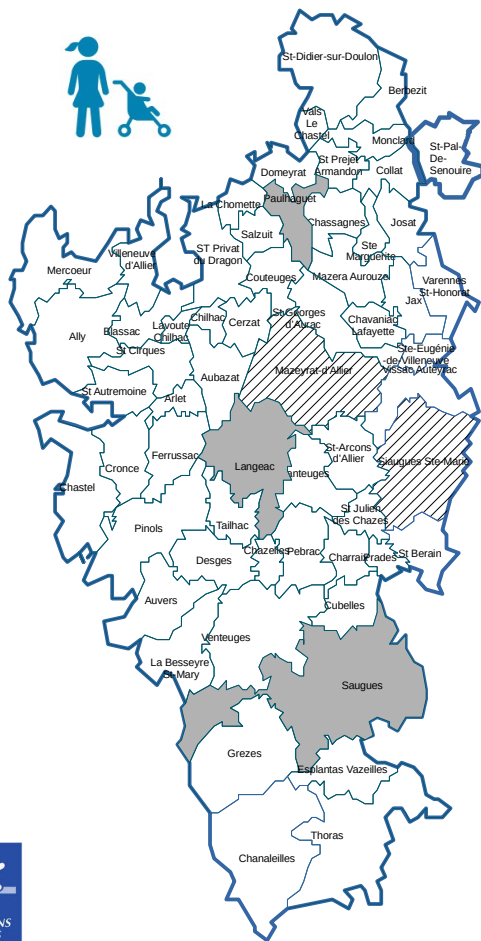 St-Didier-sur-Doulon
Berbezit
Vals
Le
Chastel
Monclard
St-Pal-
De-
Senouire
St Prejet
Armandon
Domeyrat
Collat
Paulhaguet
La Chomette
Chassagnes
Josat
Salzuit
ST Privat
du Dragon
Ste
Marguerite
Villeneuve
d'Allier
Mercoeur
Couteuges
Mazera Aurouze
Varennes
St-Honorat
Jax
Chilhac
Cerzat
St-Georges
d'Aurac
Chavaniac
Lafayette
Ally
Blassac
Lavoute
Chilhac
St Cirques
Ste-Eugénie
-de-Villeneuve
Vissac Auteyrac
Mazeyrat-d'Allier
Aubazat
St Autremoine
Arlet
Ferrussac
Langeac
St-Arcons
d'Allier
Siaugues Ste-Marie
Cronce
anteuges
Chastel
St Julien
des Chazes
Pinols
Tailhac
Chazelles
Pebrac
Charraix
Prades
St Berain
Desges
Auvers
Cubelles
Venteuges
La Besseyre
St-Mary
Saugues
Grezes
Esplantas Vazeilles
Thoras
Chanaleilles